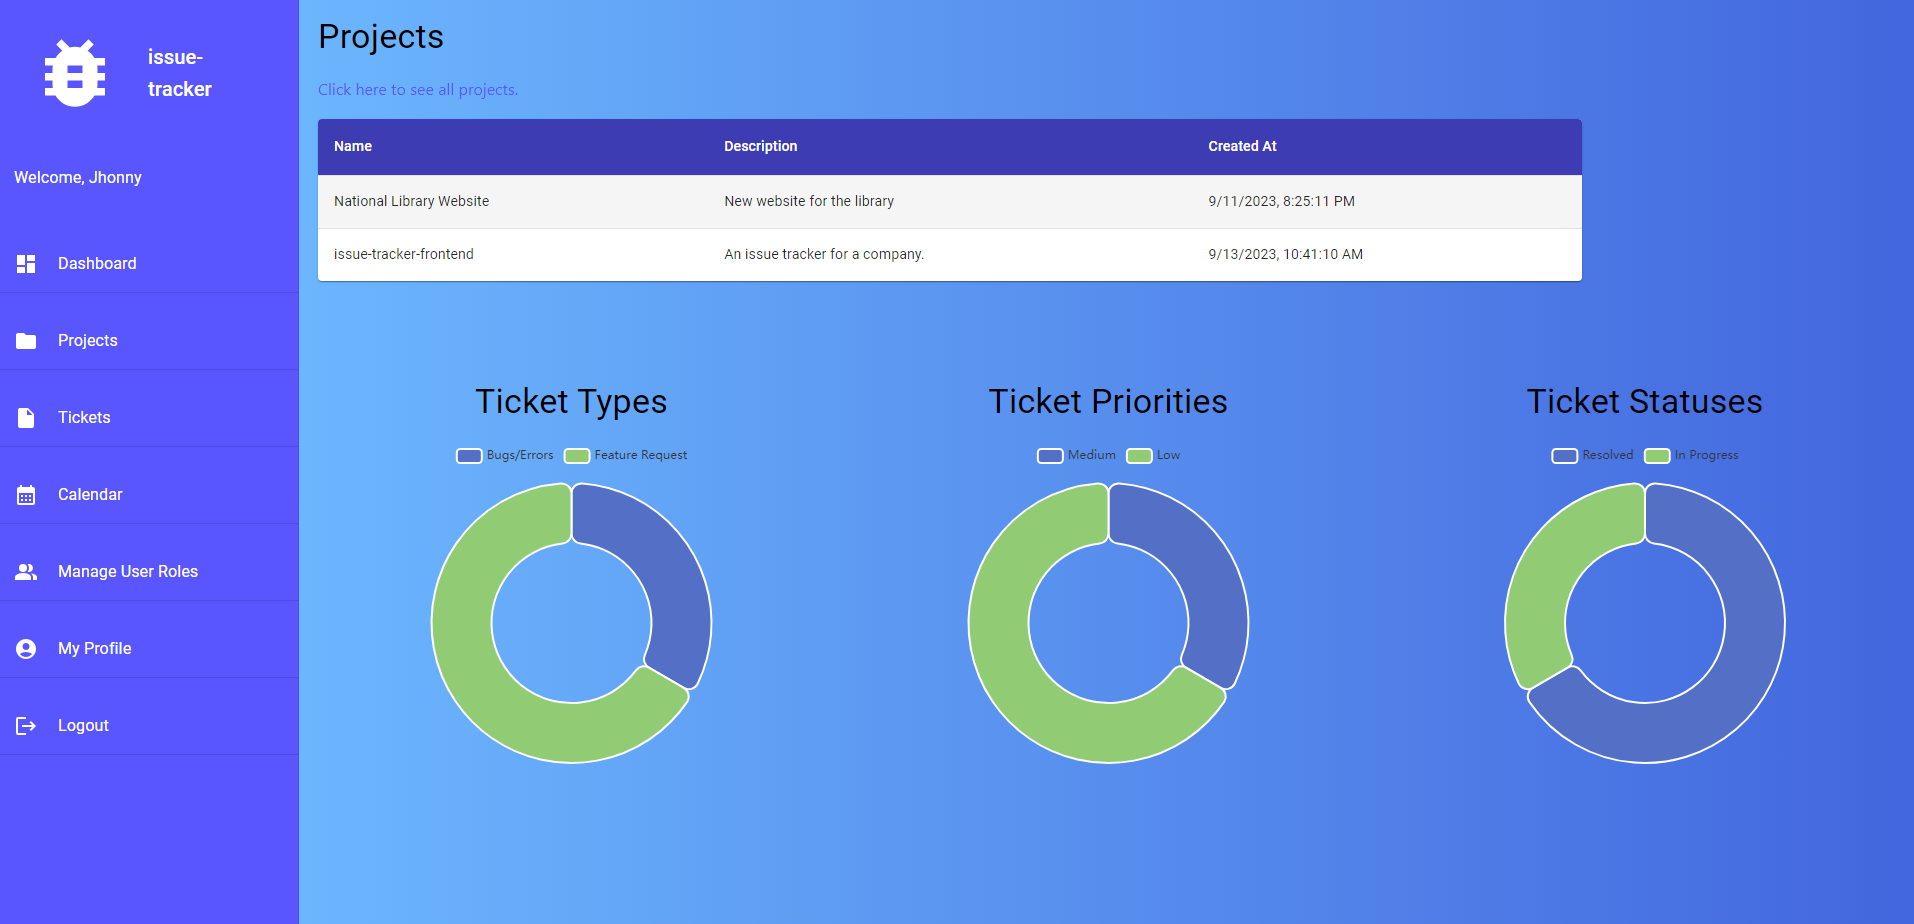 issue-
tracker
Welcome, Jhonny
Dashboard
Projects
Tickets
Calendar
Manage User Roles
My Profile
Logout
Projects
Click here to see all projects.
Name Description Created At
National Library Website New website for the library 9/11/2023, 8:25:11 PM
issue-tracker-frontend An issue tracker for a company. 9/13/2023, 10:41:10 AM
Ticket Types
Bugs/Errors Feature Request
Ticket Priorities
Medium Low
Ticket Statuses
Resolved In Progress